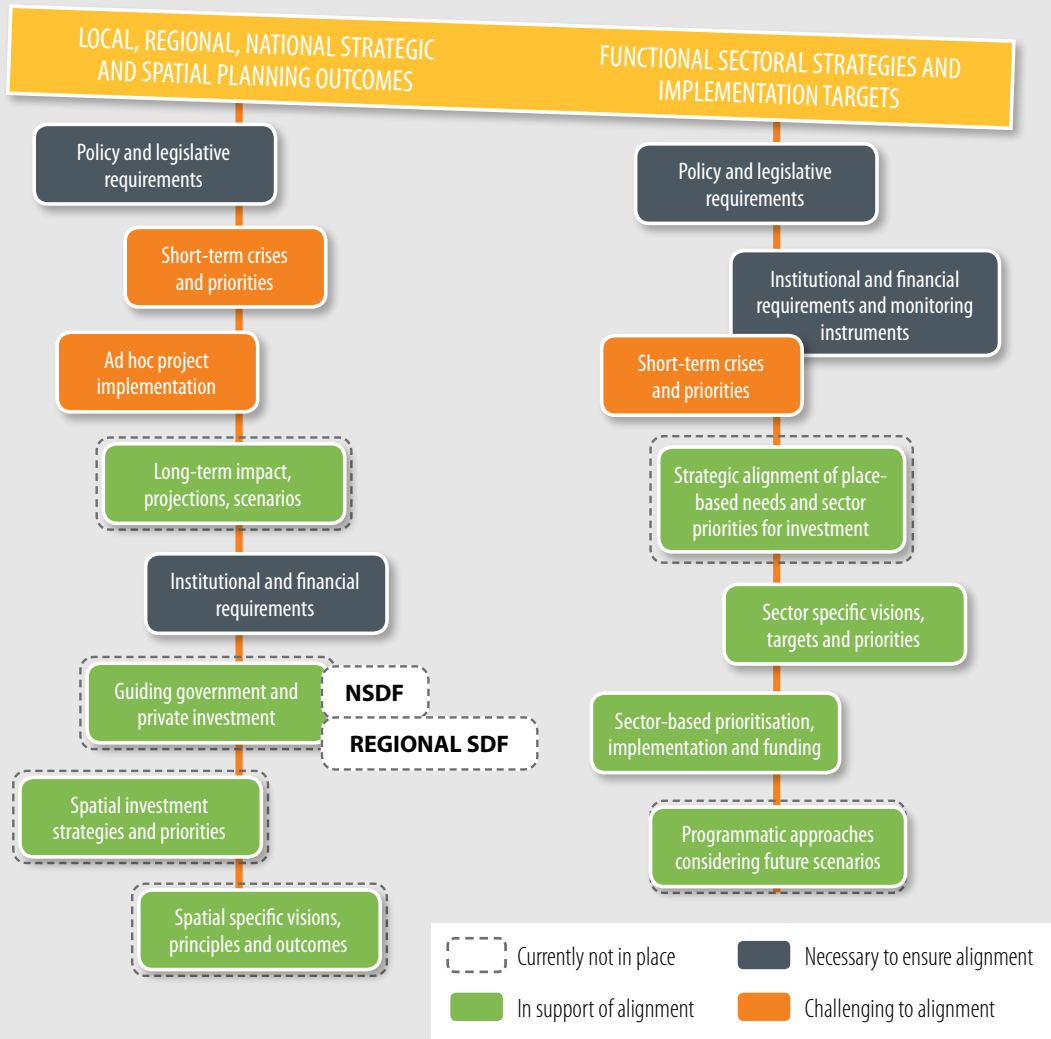 LOCAL, REGIONAL, NATIONAL STRATEGIC
AND SPATIAL PLANNING OUTCOMES
Policy and legislative
requirements
Short-term crises
and priorities
Ad hoc project
implementation
Long-term impact,
projections, scenarios
Institutional and financial
requirements
Guiding government and
private investment
NSDF
REGIONAL SDF
Spatial investment
strategies and priorities
Spatial specific visions,
principles and outcomes
FUNCTIONAL SECTORAL STRATEGIES AND
IMPLEMENTATION TARGETS
Policy and legislative
requirements
Institutional and financial
requirements and monitoring
instruments
Short-term crises
and priorities
Strategic alignment of place-
based needs and sector
priorities for investment
Sector specific visions,
targets and priorities
Sector-based prioritisation,
implementation and funding
Programmatic approaches
considering future scenarios
Currently not in place
Necessary to ensure alignment
In support of alignment
Challenging to alignment